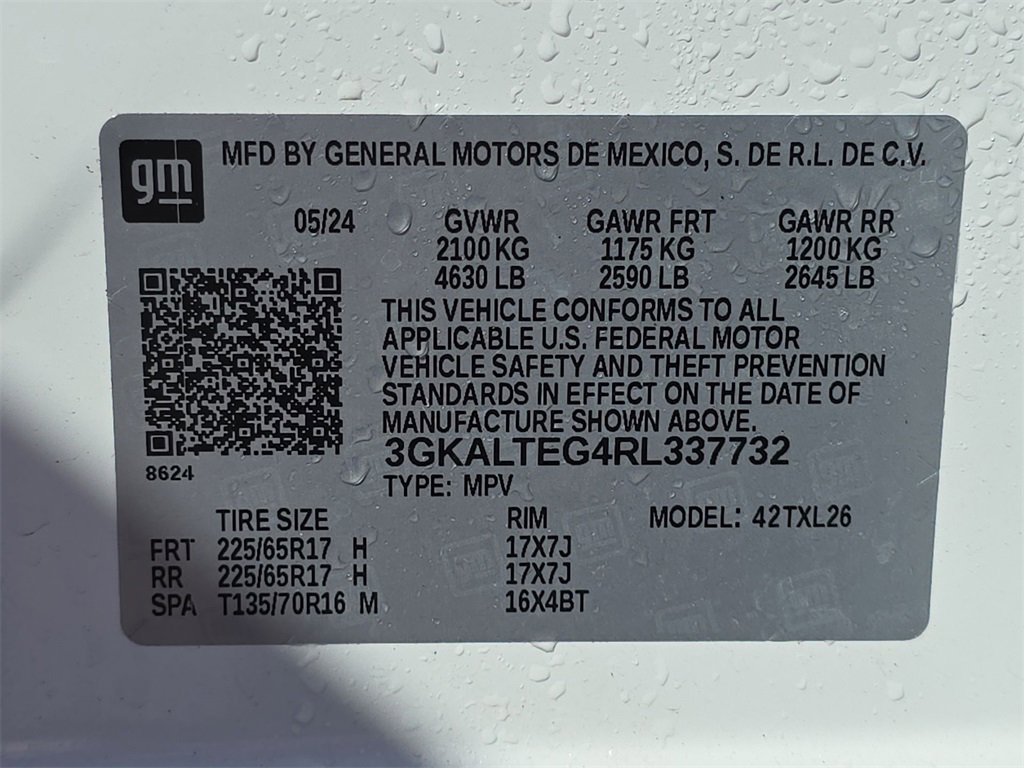 gm
MFD BY GENERAL MOTORS DE MEXICO, S. DE R.L. DE C.V.
05/24 GVWR GAWR FRT GAWR RR
2100 KG 1175 KG 1200 KG
4630 LB 2590 LB 2645 LB
THIS VEHICLE CONFORMS TO ALL
APPLICABLE U.S. FEDERAL MOTOR
VEHICLE SAFETY AND THEFT PREVENTION
STANDARDS IN EFFECT ON THE DATE OF
MANUFACTURE SHOWN ABOVE.
3GKALTEG4RL337732
8624
TYPE: MPV
TIRE SIZE RIM MODEL: 42TXL26
FRT 225/65R17 H 17X7J
RR 225/65R17 H 17X7J
SPA T135/70R16 M 16X4BT